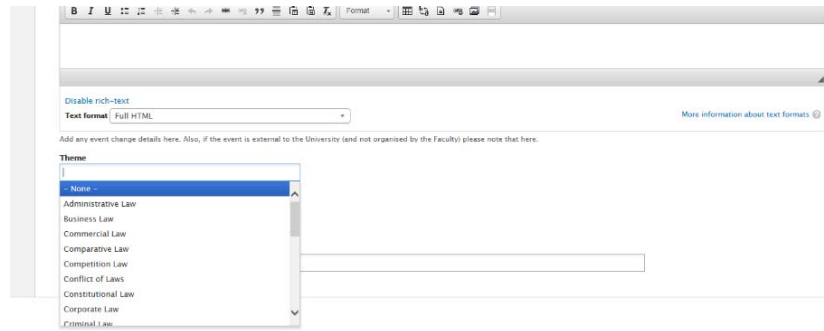 B I U
Format
Disable rich-text
Text format Full HTML
More information about text formats
Add any event change details here. Also, if the event is external to the University (and not organised by the Faculty) please note that here.
Theme
- None -
Administrative Law
Business Law
Commercial Law
Comparative Law
Competition Law
Conflict of Laws
Constitutional Law
Corporate Law
Criminal Law